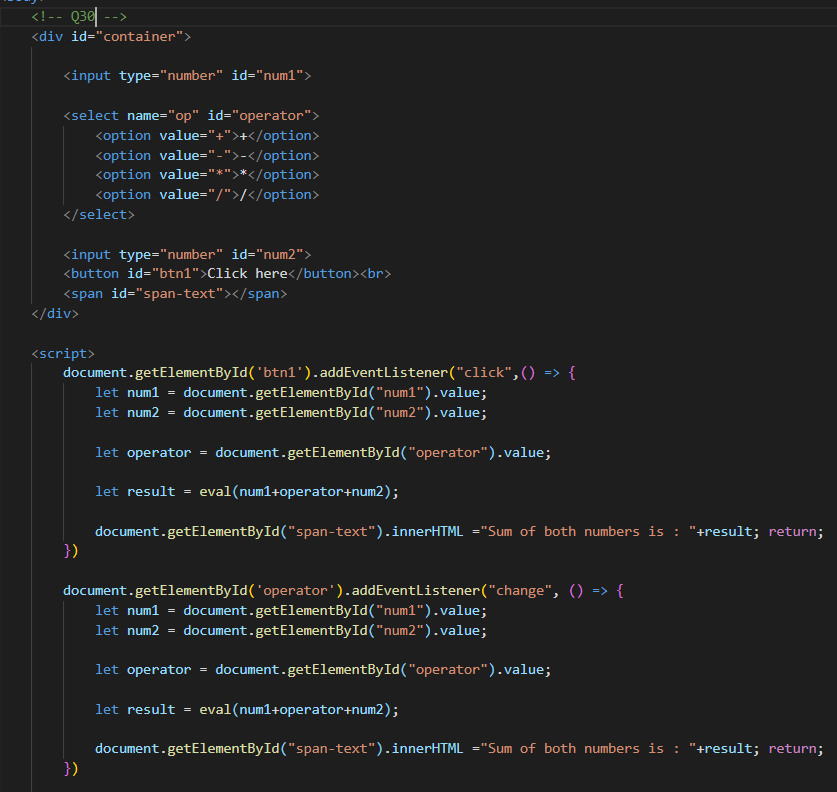 <!-- Q30 -->
<div id="container">
<input type="number" id="num1">
<select name="op" id="operator">
<option value="+">+</option>
<option value="-">-</option>
<option value="*">*</option>
<option value="/">/</option>
</select>
<input type="number" id="num2">
<button id="btn1">Click here</button><br>
<span id="span-text"></span>
</div>
<script>
document.getElementById('btn1').addEventListener("click",() => {
let num1 = document.getElementById("num1").value;
let num2 = document.getElementById("num2").value;
let operator = document.getElementById("operator").value;
let result = eval(num1+operator+num2);
document.getElementById("span-text").innerHTML ="Sum of both numbers is : "+result; return;
})
document.getElementById('operator').addEventListener("change", () => {
let num1 = document.getElementById("num1").value;
let num2 = document.getElementById("num2").value;
let operator = document.getElementById("operator").value;
let result = eval(num1+operator+num2);
document.getElementById("span-text").innerHTML ="Sum of both numbers is : "+result; return;
})